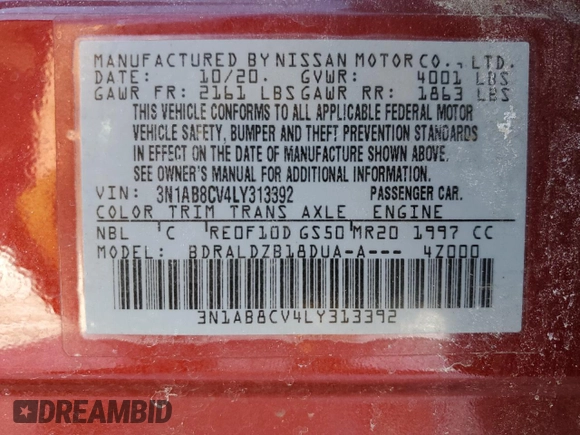 MANUFACTURED BY NISSAN MOTOR CO., LTD.
DATE: 10/20. GVWR: 4001 LBS
GAWR FR: 2161 LBS GAWR RR: 1863 LBS
THIS VEHICLE CONFORMS TO ALL APPLICABLE FEDERAL MOTOR
VEHICLE SAFETY, BUMPER AND THEFT PREVENTION STANDARDS
IN EFFECT ON THE DATE OF MANUFACTURE SHOWN ABOVE.
SEE OWNER'S MANUAL FOR ADDITIONAL INFORMATION.
VIN: 3N1AB8CV4LY313392 PASSENGER CAR.
COLOR TRIM TRANS AXLE ENGINE
NBL C RE0F10D GS50 MR20 1997 CC
MODEL: BDRALDZB18DUA-A--- 4Z000
3N1AB8CV4LY313392
DREAMBID